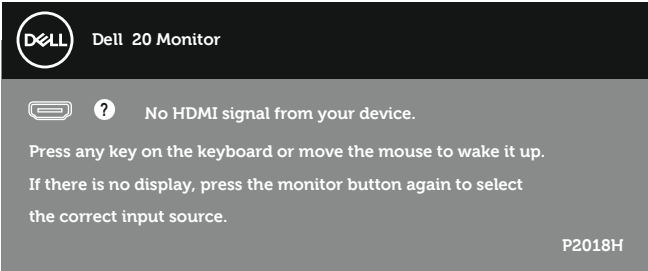 DELL Dell 20 Monitor
? No HDMI signal from your device.
Press any key on the keyboard or move the mouse to wake it up.
If there is no display, press the monitor button again to select
the correct input source.
P2018H